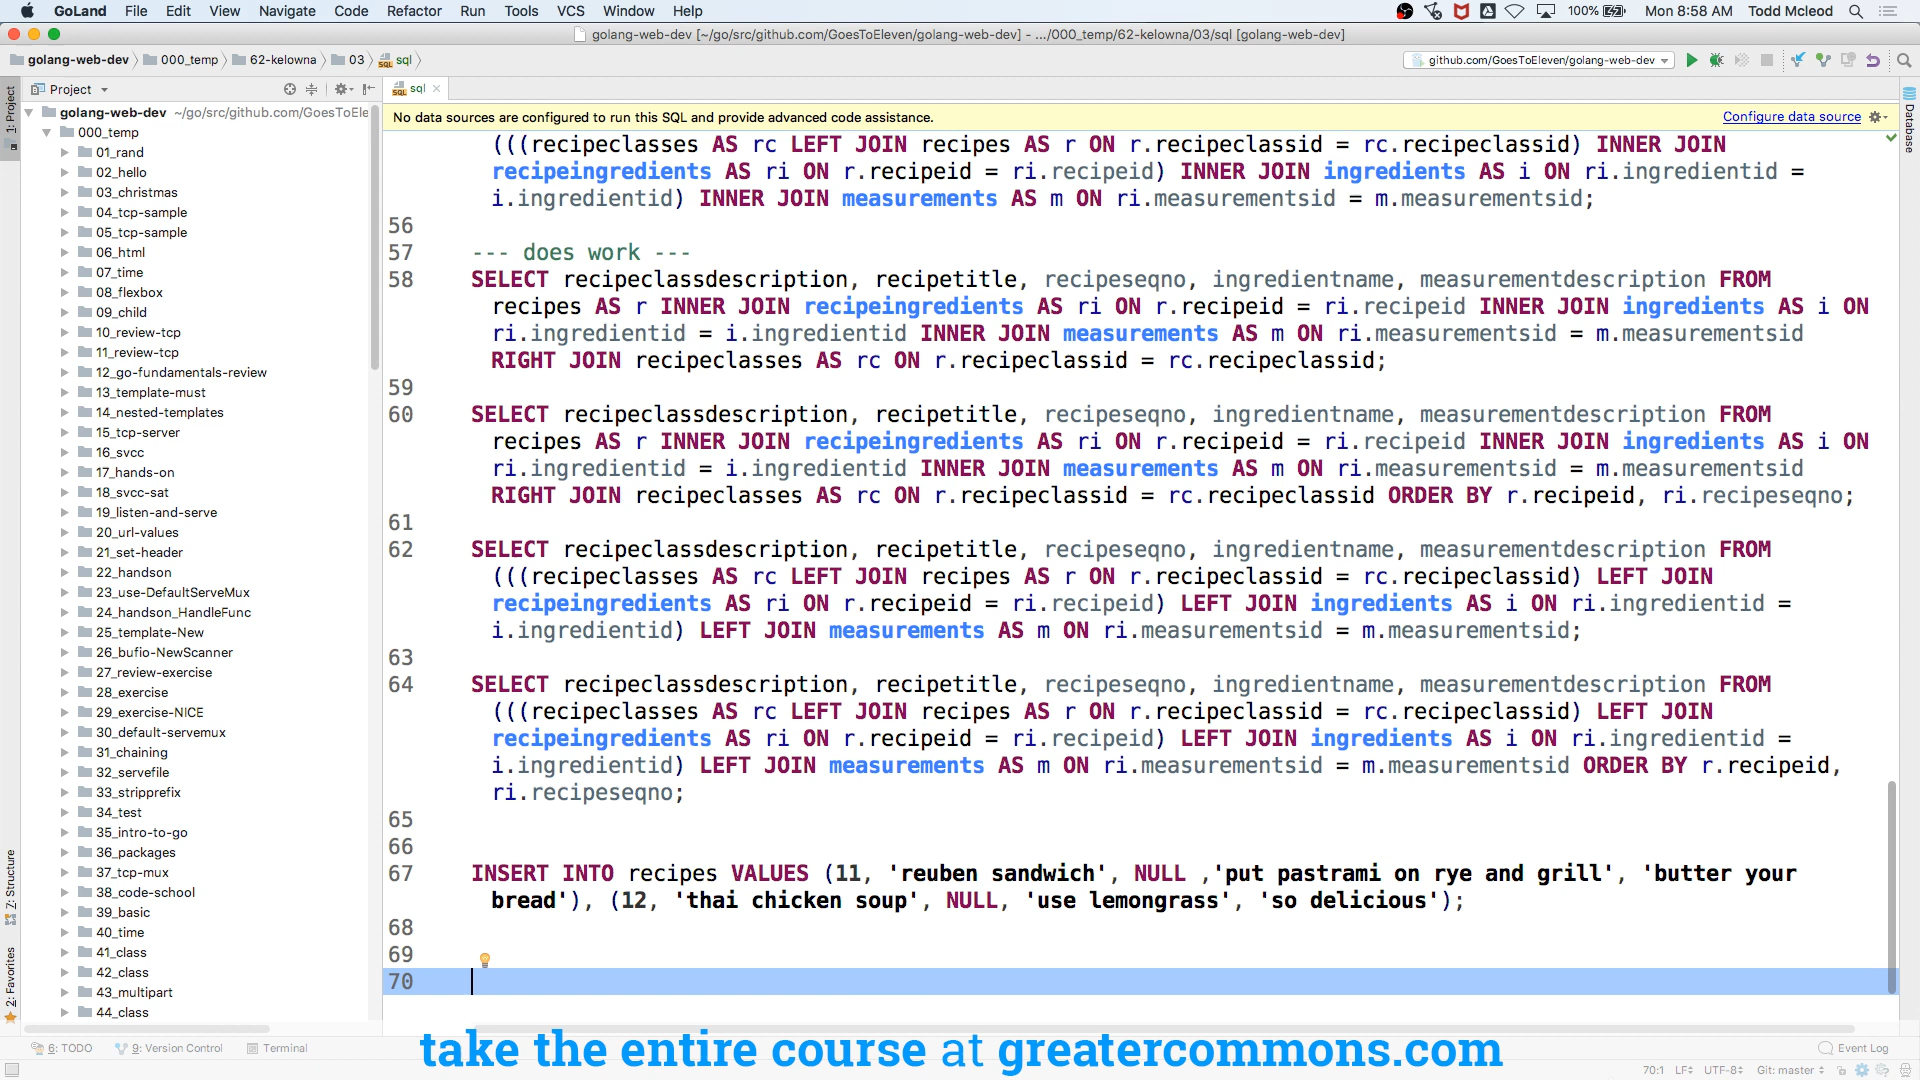 GoLand File Edit View Navigate Code Refactor Run Tools VCS Window Help 100% Mon 8:58 AM Todd Mcleod
golang-web-dev [~/go/src/github.com/GoesToEleven/golang-web-dev] - .../000_temp/62-kelowna/03/sql [golang-web-dev]
golang-web-dev 000_temp 62-kelowna 03 sql github.com/GoesToEleven/golang-web-dev
Project sql
No data sources are configured to run this SQL and provide advanced code assistance. Configure data source
1: Project
7: Structure
2: Favorites
Database
golang-web-dev ~/go/src/github.com/GoesToEle
000_temp
01_rand
02_hello
03_christmas
04_tcp-sample
05_tcp-sample
06_html
07_time
08_flexbox
09_child
10_review-tcp
11_review-tcp
12_go-fundamentals-review
13_template-must
14_nested-templates
15_tcp-server
16_svcc
17_hands-on
18_svcc-sat
19_listen-and-serve
20_url-values
21_set-header
22_handson
23_use-DefaultServeMux
24_handson_HandleFunc
25_template-New
26_bufio-NewScanner
27_review-exercise
28_exercise
29_exercise-NICE
30_default-servemux
31_chaining
32_servefile
33_stripprefix
34_test
35_intro-to-go
36_packages
37_tcp-mux
38_code-school
39_basic
40_time
41_class
42_class
43_multipart
44_class
(((recipeclasses AS rc LEFT JOIN recipes AS r ON r.recipeclassid = rc.recipeclassid) INNER JOIN
recipeingredients AS ri ON r.recipeid = ri.recipeid) INNER JOIN ingredients AS i ON ri.ingredientid =
i.ingredientid) INNER JOIN measurements AS m ON ri.measurementsid = m.measurementsid;
56
57 --- does work ---
58 SELECT recipeclassdescription, recipetitle, recipeseqno, ingredientname, measurementdescription FROM
recipes AS r INNER JOIN recipeingredients AS ri ON r.recipeid = ri.recipeid INNER JOIN ingredients AS i ON
ri.ingredientid = i.ingredientid INNER JOIN measurements AS m ON ri.measurementsid = m.measurementsid
RIGHT JOIN recipeclasses AS rc ON r.recipeclassid = rc.recipeclassid;
59
60 SELECT recipeclassdescription, recipetitle, recipeseqno, ingredientname, measurementdescription FROM
recipes AS r INNER JOIN recipeingredients AS ri ON r.recipeid = ri.recipeid INNER JOIN ingredients AS i ON
ri.ingredientid = i.ingredientid INNER JOIN measurements AS m ON ri.measurementsid = m.measurementsid
RIGHT JOIN recipeclasses AS rc ON r.recipeclassid = rc.recipeclassid ORDER BY r.recipeid, ri.recipeseqno;
61
62 SELECT recipeclassdescription, recipetitle, recipeseqno, ingredientname, measurementdescription FROM
(((recipeclasses AS rc LEFT JOIN recipes AS r ON r.recipeclassid = rc.recipeclassid) LEFT JOIN
recipeingredients AS ri ON r.recipeid = ri.recipeid) LEFT JOIN ingredients AS i ON ri.ingredientid =
i.ingredientid) LEFT JOIN measurements AS m ON ri.measurementsid = m.measurementsid;
63
64 SELECT recipeclassdescription, recipetitle, recipeseqno, ingredientname, measurementdescription FROM
(((recipeclasses AS rc LEFT JOIN recipes AS r ON r.recipeclassid = rc.recipeclassid) LEFT JOIN
recipeingredients AS ri ON r.recipeid = ri.recipeid) LEFT JOIN ingredients AS i ON ri.ingredientid =
i.ingredientid) LEFT JOIN measurements AS m ON ri.measurementsid = m.measurementsid ORDER BY r.recipeid,
ri.recipeseqno;
65
66
67 INSERT INTO recipes VALUES (11, 'reuben sandwich', NULL ,'put pastrami on rye and grill', 'butter your
bread'), (12, 'thai chicken soup', NULL, 'use lemongrass', 'so delicious');
68
69
70
take the entire course at greatercommons.com
6: TODO 9: Version Control Terminal Event Log
70:1 LF UTF-8 Git: master